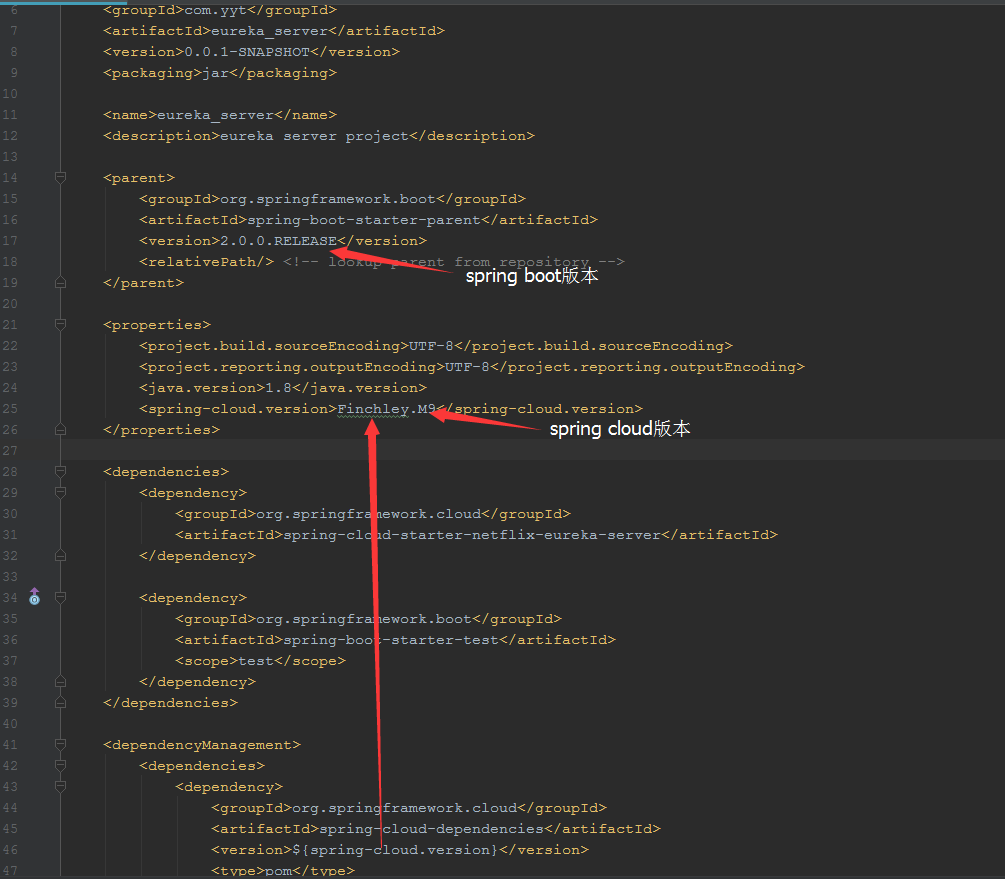 6 <groupId>com.yyt</groupId>
7 <artifactId>eureka_server</artifactId>
8 <version>0.0.1-SNAPSHOT</version>
9 <packaging>jar</packaging>
10
11 <name>eureka_server</name>
12 <description>eureka server project</description>
13
14 <parent>
15 <groupId>org.springframework.boot</groupId>
16 <artifactId>spring-boot-starter-parent</artifactId>
17 <version>2.0.0.RELEASE</version>
18 <relativePath/> <!-- lookup parent from repository -->
spring boot版本
19 </parent>
20
21 <properties>
22 <project.build.sourceEncoding>UTF-8</project.build.sourceEncoding>
23 <project.reporting.outputEncoding>UTF-8</project.reporting.outputEncoding>
24 <java.version>1.8</java.version>
25 <spring-cloud.version>Finchley.M9</spring-cloud.version>
26 </properties>
spring cloud版本
27
28 <dependencies>
29 <dependency>
30 <groupId>org.springframework.cloud</groupId>
31 <artifactId>spring-cloud-starter-netflix-eureka-server</artifactId>
32 </dependency>
33
34 <dependency>
35 <groupId>org.springframework.boot</groupId>
36 <artifactId>spring-boot-starter-test</artifactId>
37 <scope>test</scope>
38 </dependency>
39 </dependencies>
40
41 <dependencyManagement>
42 <dependencies>
43 <dependency>
44 <groupId>org.springframework.cloud</groupId>
45 <artifactId>spring-cloud-dependencies</artifactId>
46 <version>${spring-cloud.version}</version>
47 <type>pom</type>